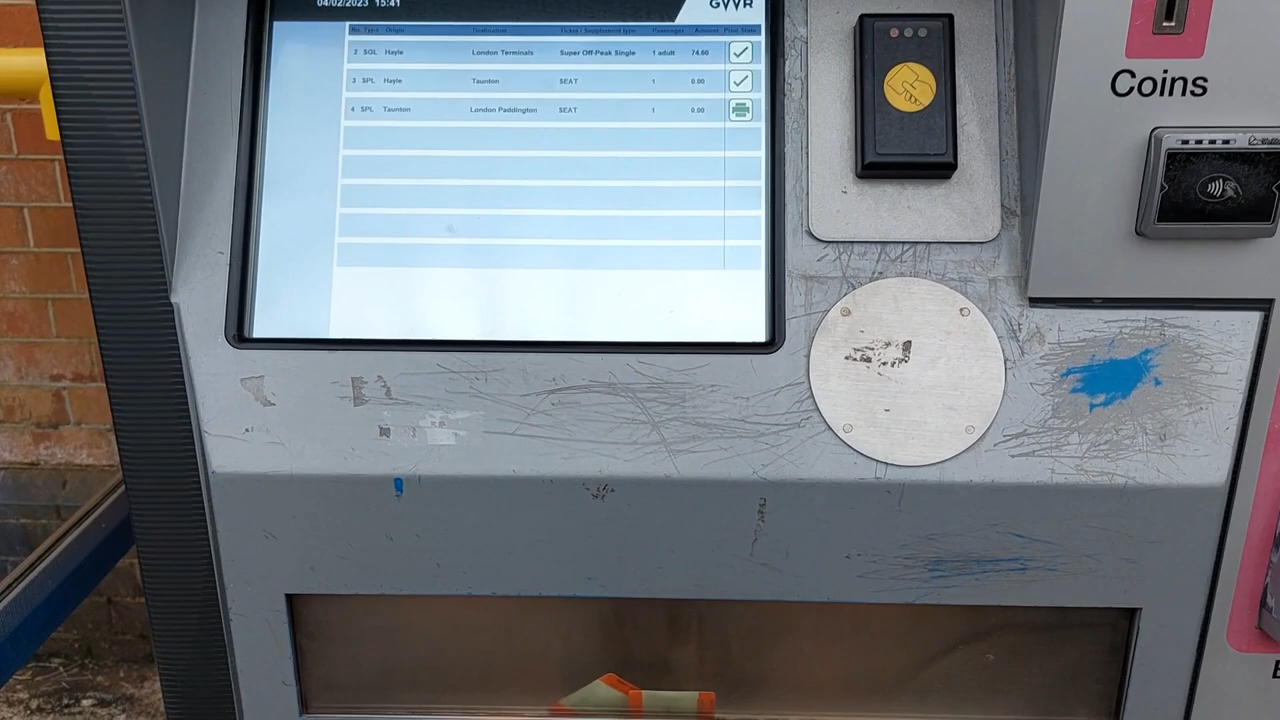 04/02/2023 15:41
GWR
No. Type Origin Destination Ticket / Supplement type Passenger Amount Print State
2 SGL Hayle London Terminals Super Off-Peak Single 1 adult 74.60
3 SPL Hayle Taunton SEAT 1 0.00
4 SPL Taunton London Paddington SEAT 1 0.00
Coins